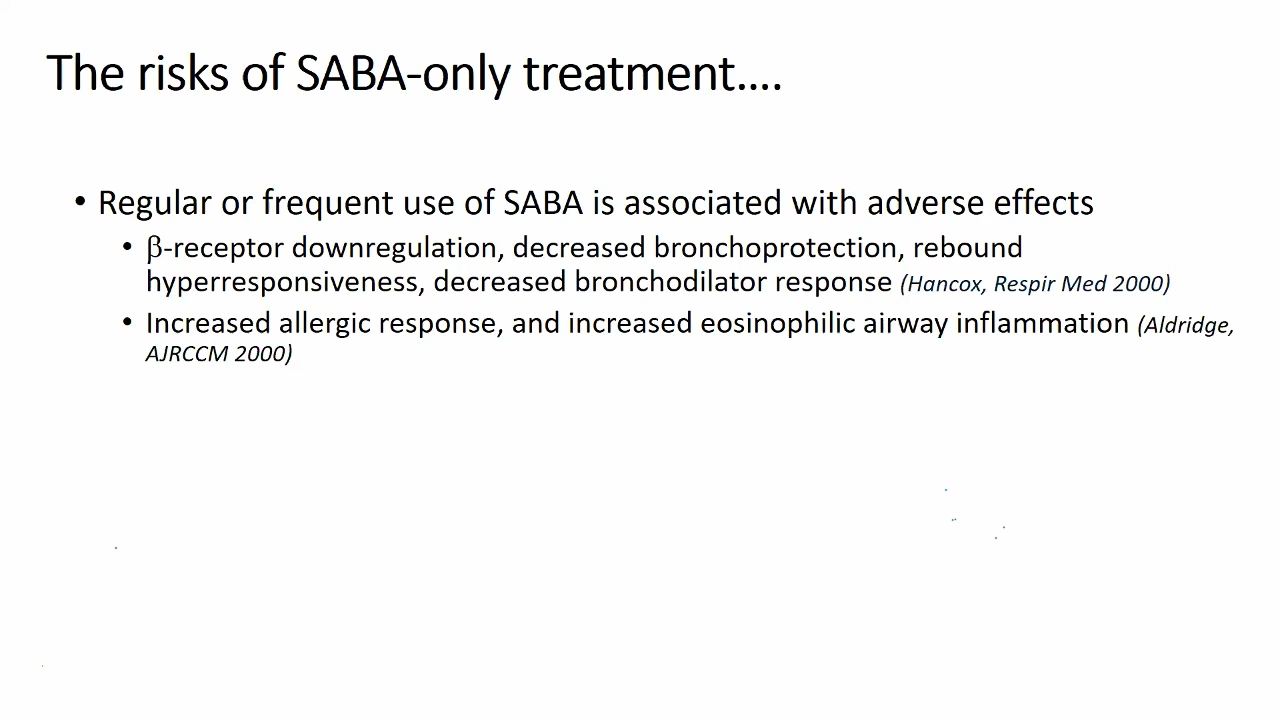 The risks of SABA-only treatment....
• Regular or frequent use of SABA is associated with adverse effects
• β-receptor downregulation, decreased bronchoprotection, rebound
hyperresponsiveness, decreased bronchodilator response (Hancox, Respir Med 2000)
• Increased allergic response, and increased eosinophilic airway inflammation (Aldridge,
AJRCCM 2000)